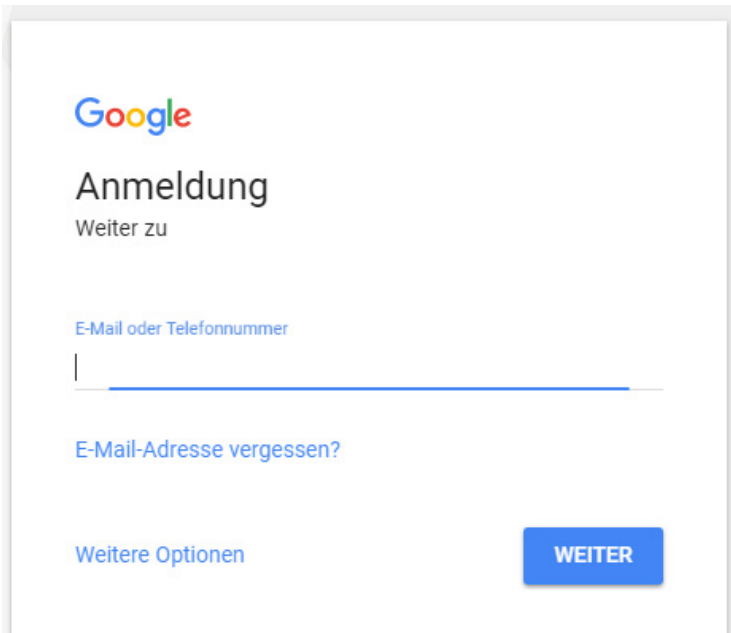 Google
Anmeldung
Weiter zu
E-Mail oder Telefonnummer
E-Mail-Adresse vergessen?
Weitere Optionen
WEITER